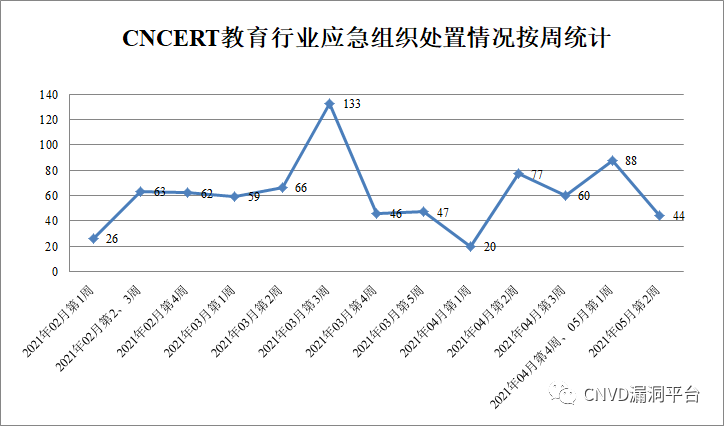 CNCERT教育行业应急组织处置情况按周统计
140
120
100
80
60
40
20
0
26
63
62
59
66
133
46
47
20
77
60
88
44
2021年02月第1周
2021年02月第2、3周
2021年02月第4周
2021年03月第1周
2021年03月第2周
2021年03月第3周
2021年03月第4周
2021年03月第5周
2021年04月第1周
2021年04月第2周
2021年04月第3周
2021年04月第4周、05月第1周
2021年05月第2周
CNVD漏洞平台